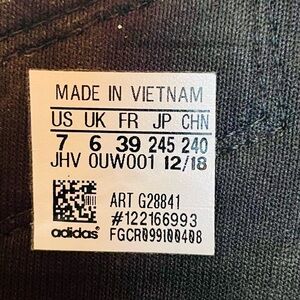 MADE IN VIETNAM
US UK FR JP CHN
7 6 39 245 240
JHV 0UW001 12/18
ART G28841
#122166993
adidas FGCR099100408